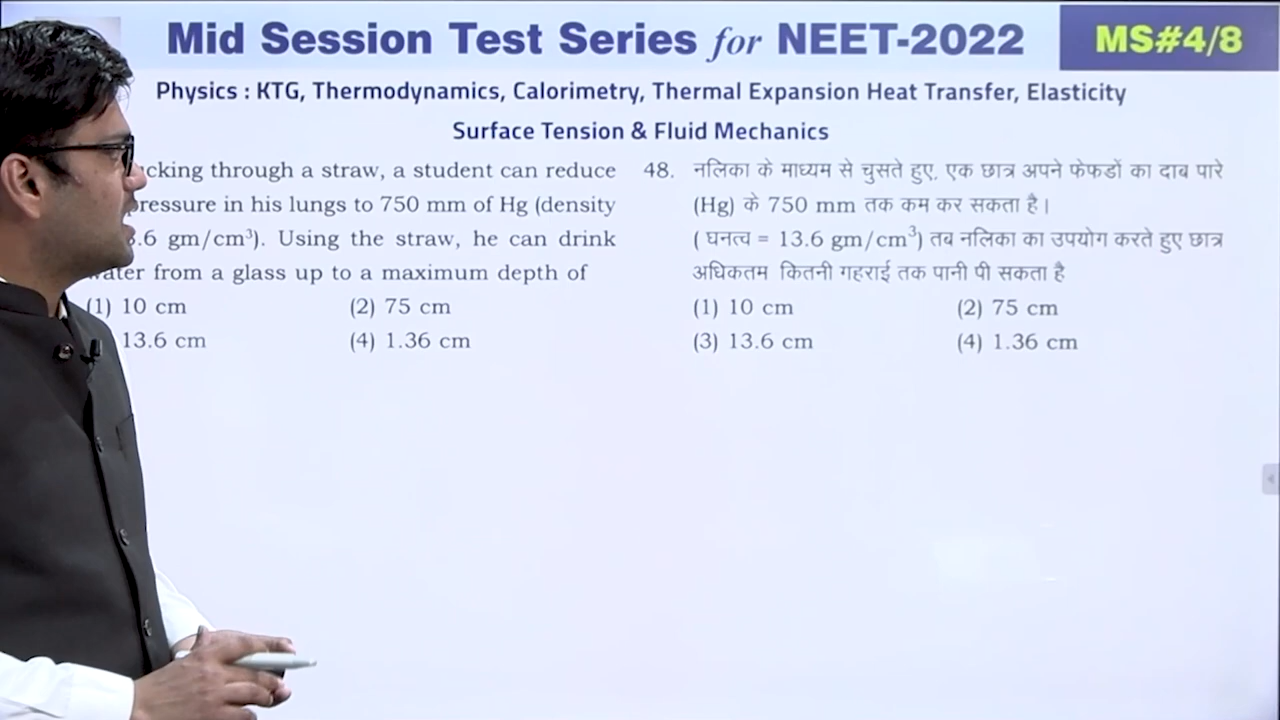 Mid Session Test Series for NEET-2022
MS#4/8
Physics : KTG, Thermodynamics, Calorimetry, Thermal Expansion Heat Transfer, Elasticity
Surface Tension & Fluid Mechanics
through a straw, a student can reduce
pressure in his lungs to 750 mm of Hg (density
gm/cm³). Using the straw, he can drink
water from a glass up to a maximum depth of
(1) 10 cm (2) 75 cm
13.6 cm (4) 1.36 cm
48. नलिका के माध्यम से चुसते हुए, एक छात्र अपने फेफडों का दाब पारे
(Hg) के 750 mm तक कम कर सकता है।
( घनत्व = 13.6 gm/cm³) तब नलिका का उपयोग करते हुए छात्र
अधिकतम कितनी गहराई तक पानी पी सकता है
(1) 10 cm (2) 75 cm
(3) 13.6 cm (4) 1.36 cm